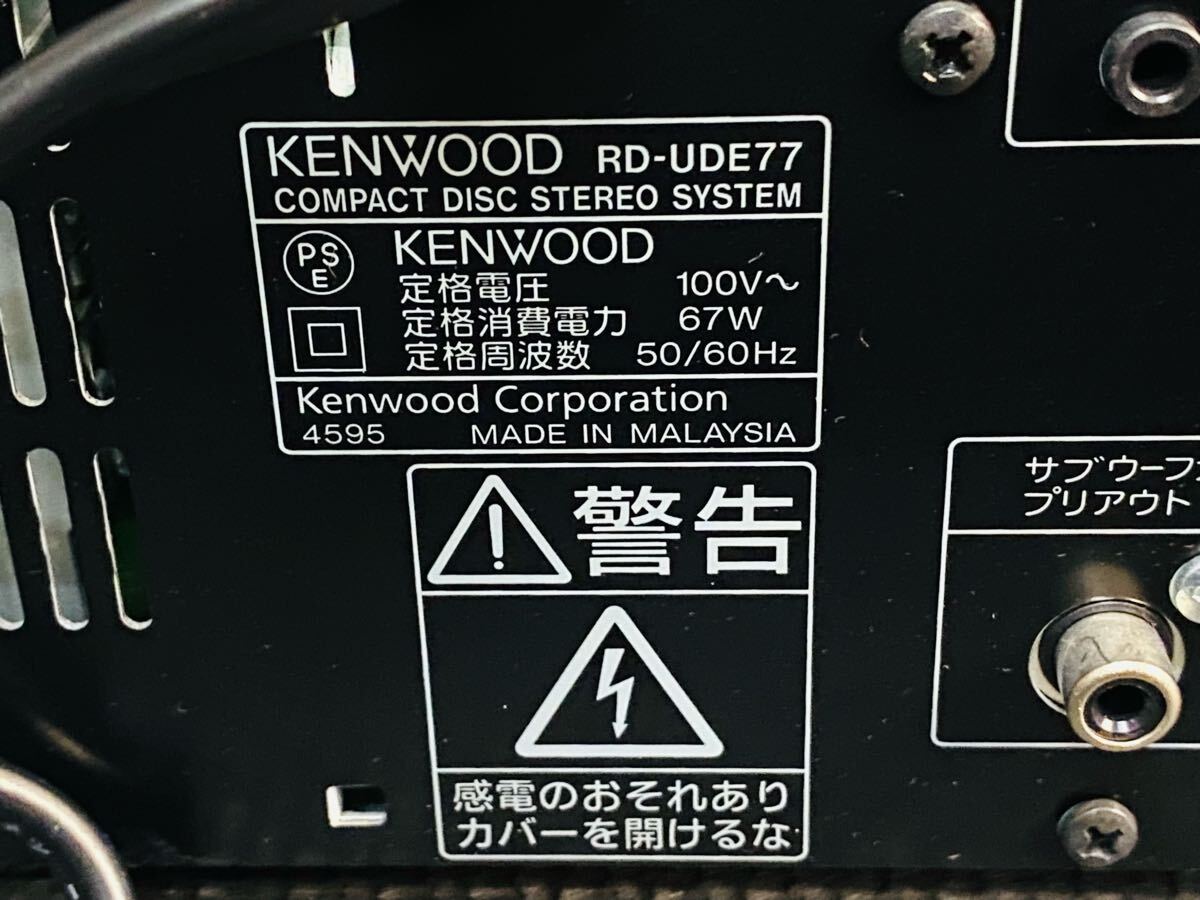 KENWOOD RD-UDE77
COMPACT DISC STEREO SYSTEM
PS
E
KENWOOD
定格電圧 100V～
定格消費電力 67W
定格周波数 50/60Hz
Kenwood Corporation
4595 MADE IN MALAYSIA
警告
感電のおそれあり
カバーを開けるな
サブウーファ
プリアウト